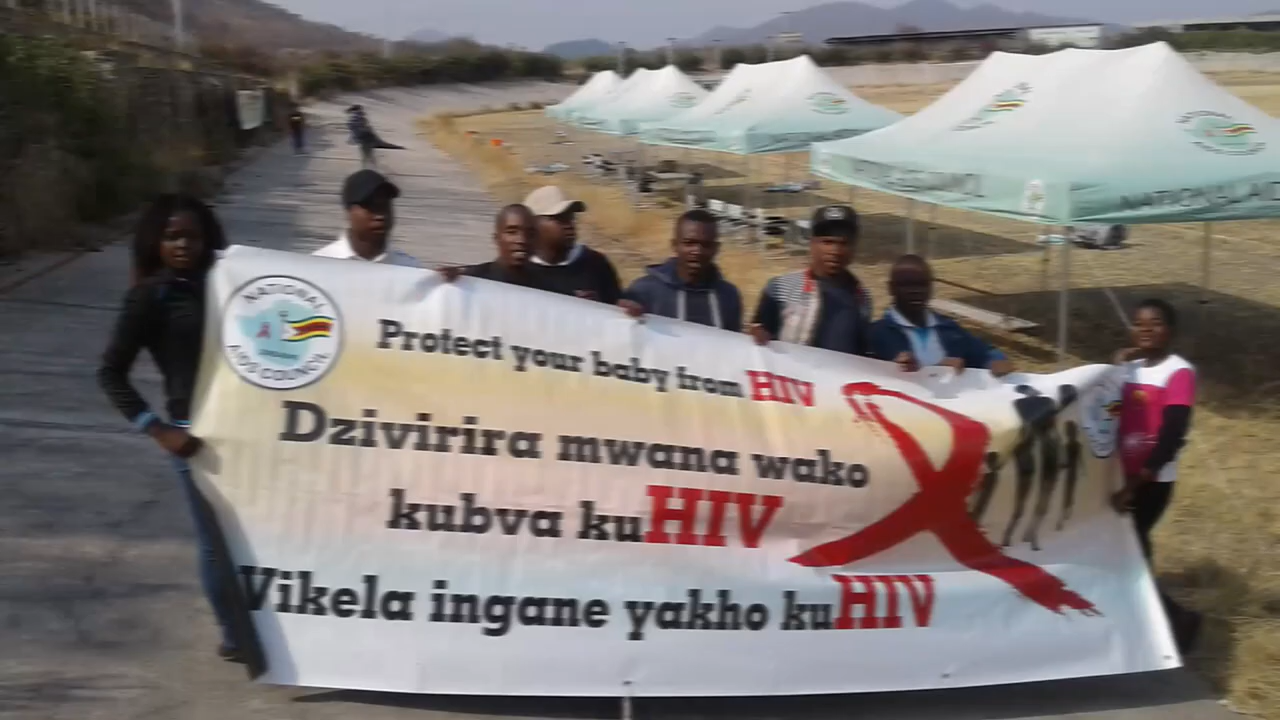 NATIONAL
AIDS COUNCIL
Protect your baby from HIV
Dzivirira mwana wako
kubva kuHIV
Vikela ingane yakho kuHIV